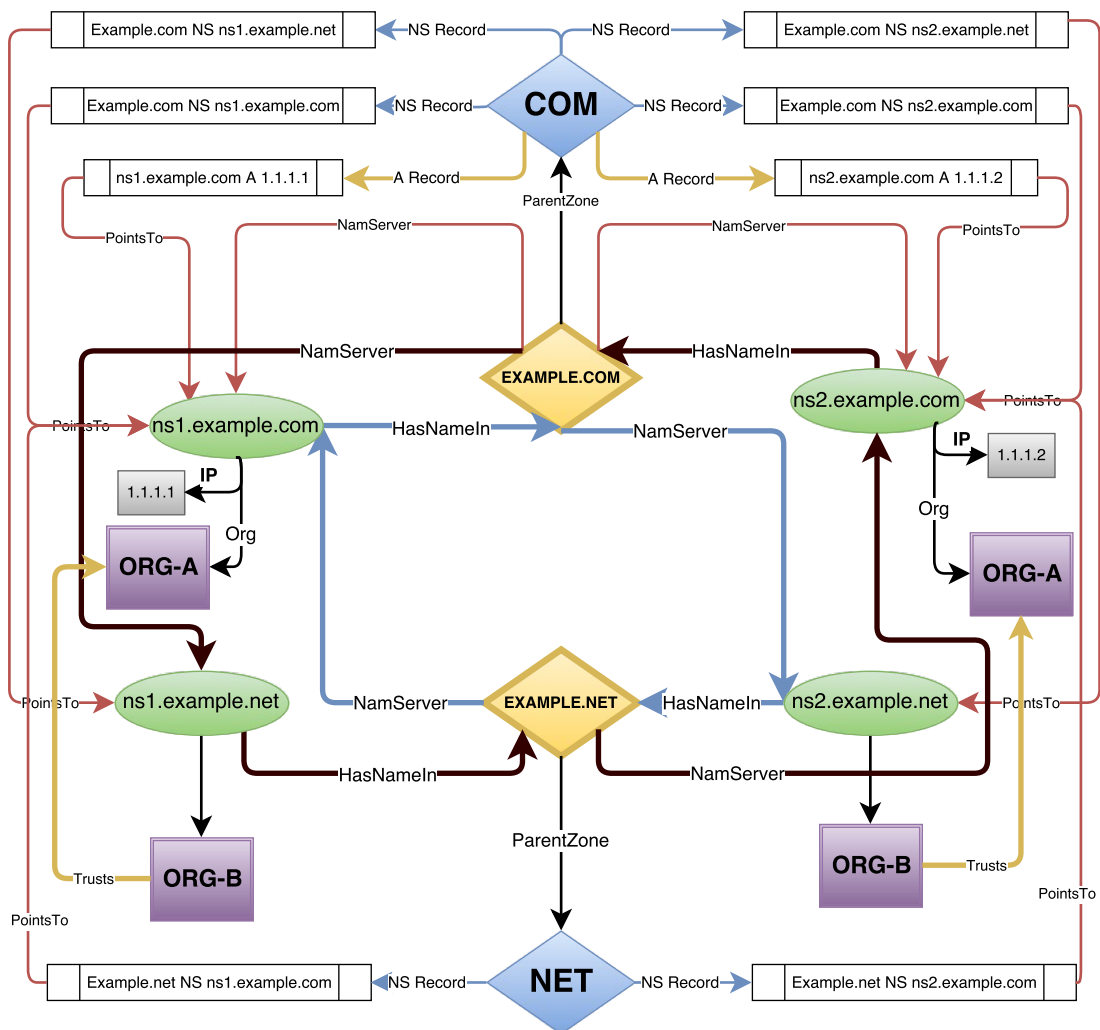 Example.com NS ns1.example.net
NS Record
NS Record
Example.com NS ns2.example.net
Example.com NS ns1.example.com
NS Record
COM
NS Record
Example.com NS ns2.example.com
ns1.example.com A 1.1.1.1
A Record
A Record
ns2.example.com A 1.1.1.2
ParentZone
PointsTo
NamServer
NamServer
PointsTo
NamServer
HasNameIn
EXAMPLE.COM
ns1.example.com
ns2.example.com
PointsTo
PointsTo
HasNameIn
NamServer
IP
1.1.1.1
IP
1.1.1.2
Org
Org
ORG-A
ORG-A
ns1.example.net
PointsTo
NamServer
EXAMPLE.NET
HasNameIn
ns2.example.net
PointsTo
HasNameIn
NamServer
ParentZone
ORG-B
Trusts
ORG-B
Trusts
PointsTo
PointsTo
Example.net NS ns1.example.com
NS Record
NET
NS Record
Example.net NS ns2.example.com